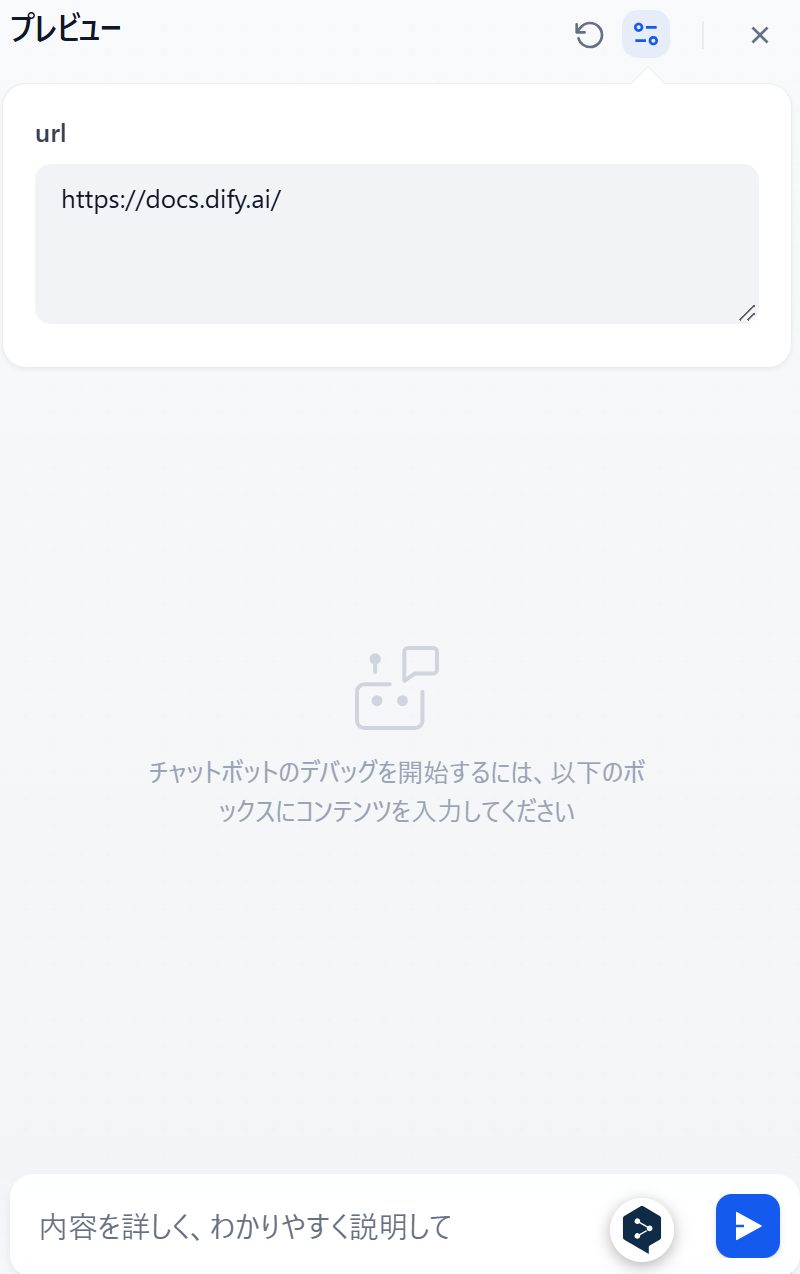 プレビュー
url
https://docs.dify.ai/
チャットボットのデバッグを開始するには、以下のボ
ックスにコンテンツを入力してください
内容を詳しく、わかりやすく説明して